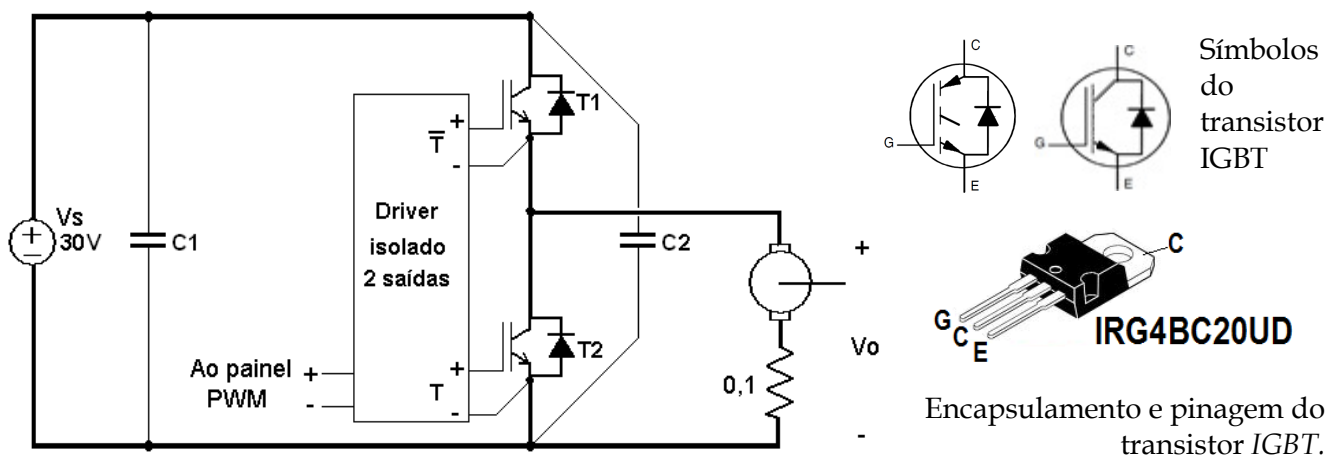 Vs
30V
C1
+
T̅
-
Driver
isolado
2 saídas
+
T
-
Ao painel +
PWM -
T1
T2
C2
+
Vo
-
0,1
C
G
E
C
G
E
Símbolos
do
transistor
IGBT
C
G
C
E
IRG4BC20UD
Encapsulamento e pinagem do
transistor IGBT.